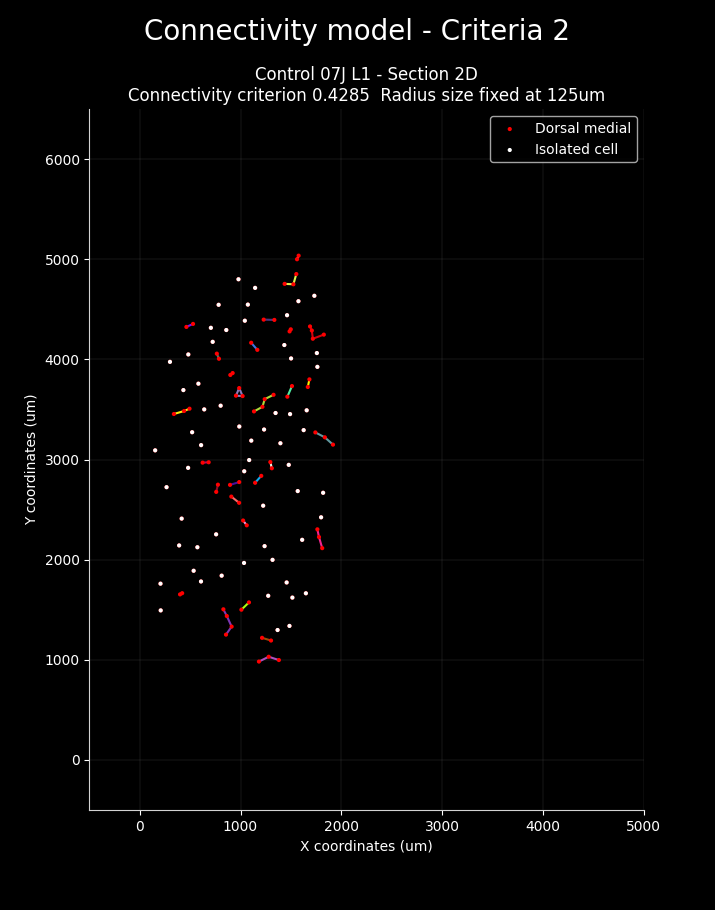 Connectivity model - Criteria 2
Control 07J L1 - Section 2D
Connectivity criterion 0.4285  Radius size fixed at 125um
Dorsal medial
Isolated cell
6000
5000
4000
3000
2000
1000
0
Y coordinates (um)
0 1000 2000 3000 4000 5000
X coordinates (um)